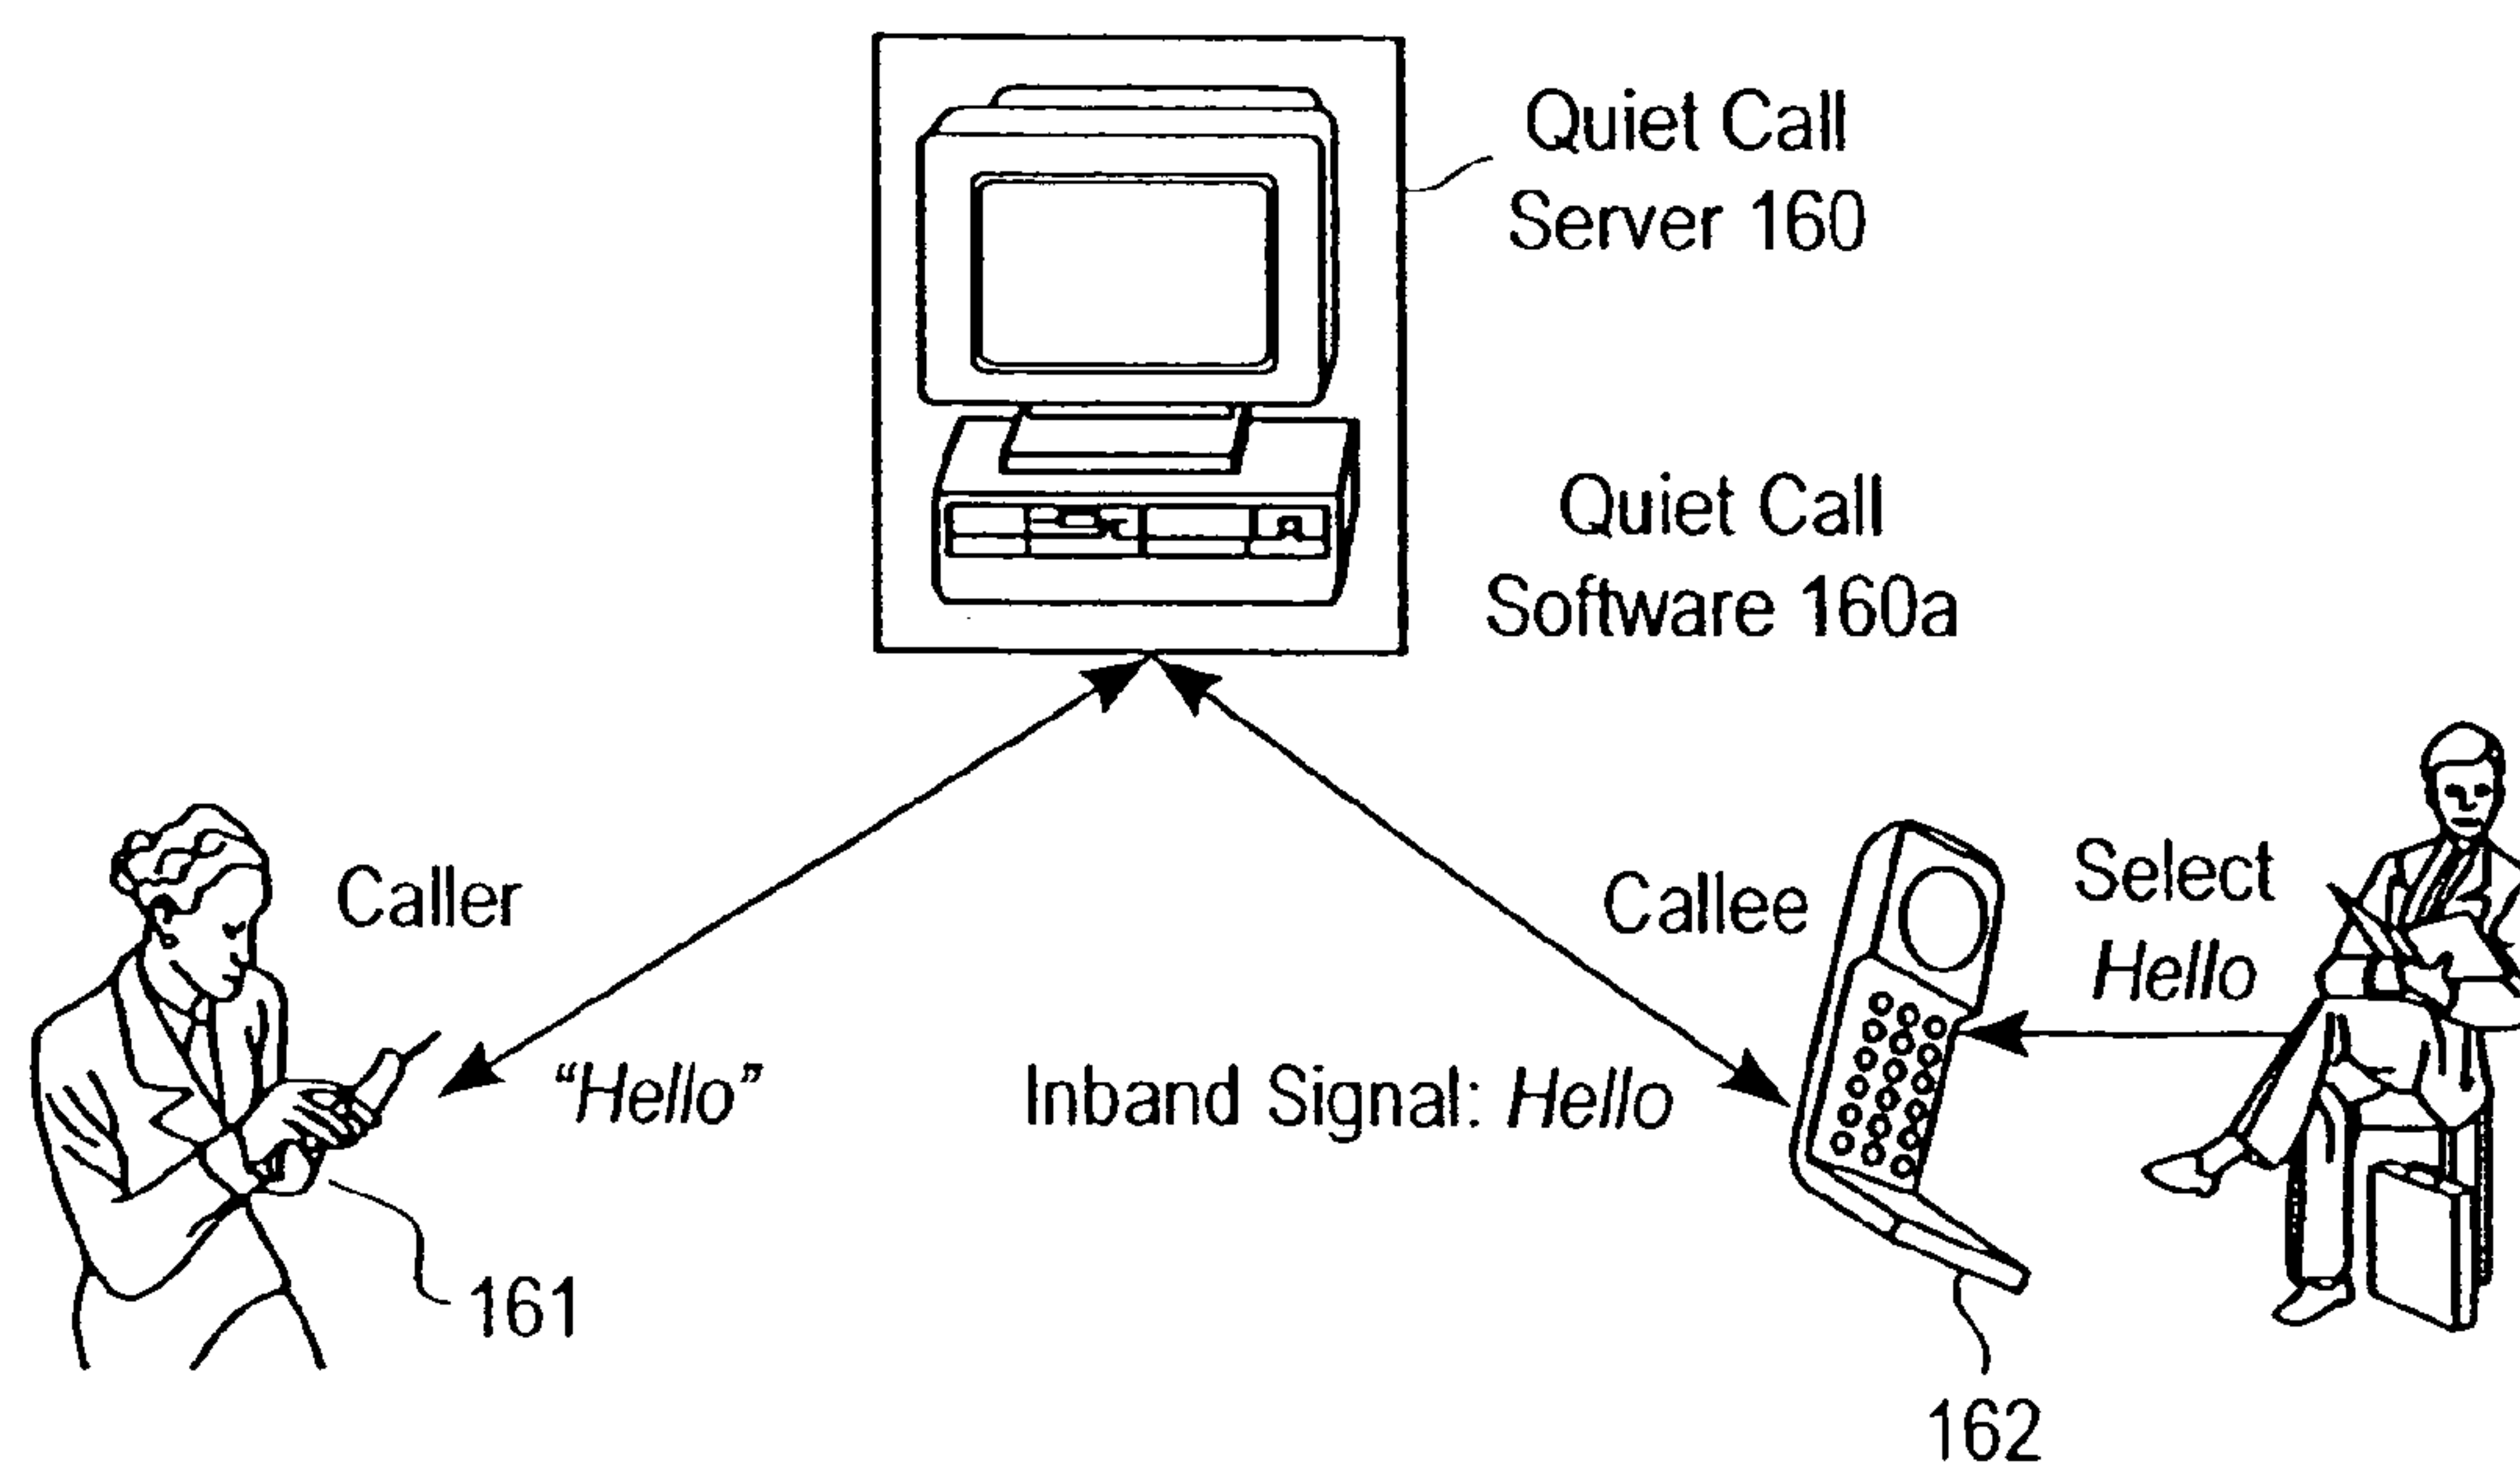 Quiet Call
Server 160
Quiet Call
Software 160a
Caller
Callee
Select
Hello
"Hello"
Inband Signal: Hello
161
162